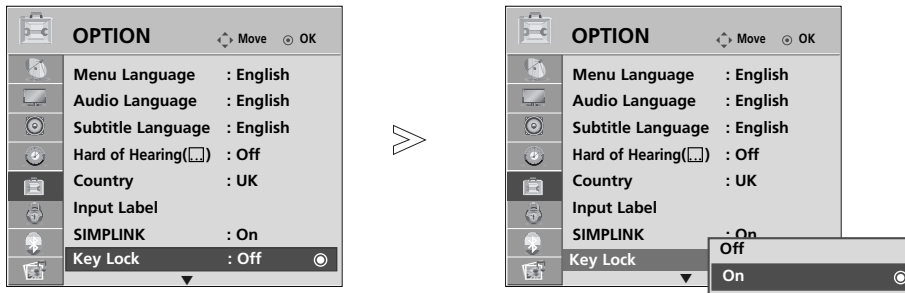 OPTION Move OK
Menu Language : English
Audio Language : English
Subtitle Language : English
Hard of Hearing( ) : Off
Country : UK
Input Label
SIMPLINK : On
Key Lock : Off
OPTION Move OK
Menu Language : English
Audio Language : English
Subtitle Language : English
Hard of Hearing( ) : Off
Country : UK
Input Label
SIMPLINK : On
Key Lock
Off
On